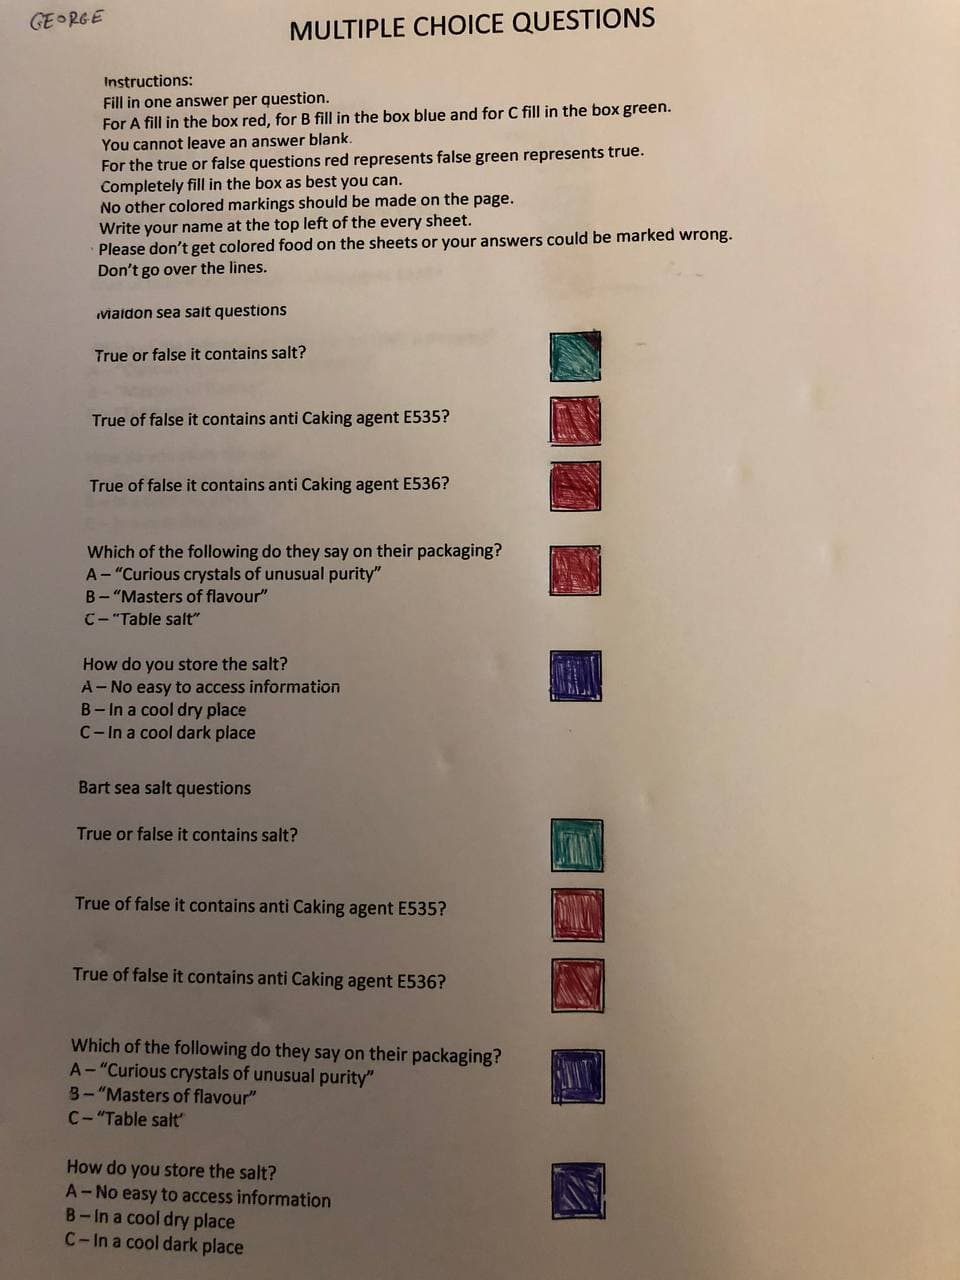 GEORGE
MULTIPLE CHOICE QUESTIONS
Instructions:
Fill in one answer per question.
For A fill in the box red, for B fill in the box blue and for C fill in the box green.
You cannot leave an answer blank.
For the true or false questions red represents false green represents true.
Completely fill in the box as best you can.
No other colored markings should be made on the page.
Write your name at the top left of the every sheet.
Please don't get colored food on the sheets or your answers could be marked wrong.
Don't go over the lines.
Maldon sea salt questions
True or false it contains salt?
True of false it contains anti Caking agent E535?
True of false it contains anti Caking agent E536?
Which of the following do they say on their packaging?
A – "Curious crystals of unusual purity"
B – "Masters of flavour"
C – "Table salt"
How do you store the salt?
A – No easy to access information
B – In a cool dry place
C – In a cool dark place
Bart sea salt questions
True or false it contains salt?
True of false it contains anti Caking agent E535?
True of false it contains anti Caking agent E536?
Which of the following do they say on their packaging?
A – "Curious crystals of unusual purity"
B – "Masters of flavour"
C – "Table salt'
How do you store the salt?
A – No easy to access information
B – In a cool dry place
C – In a cool dark place